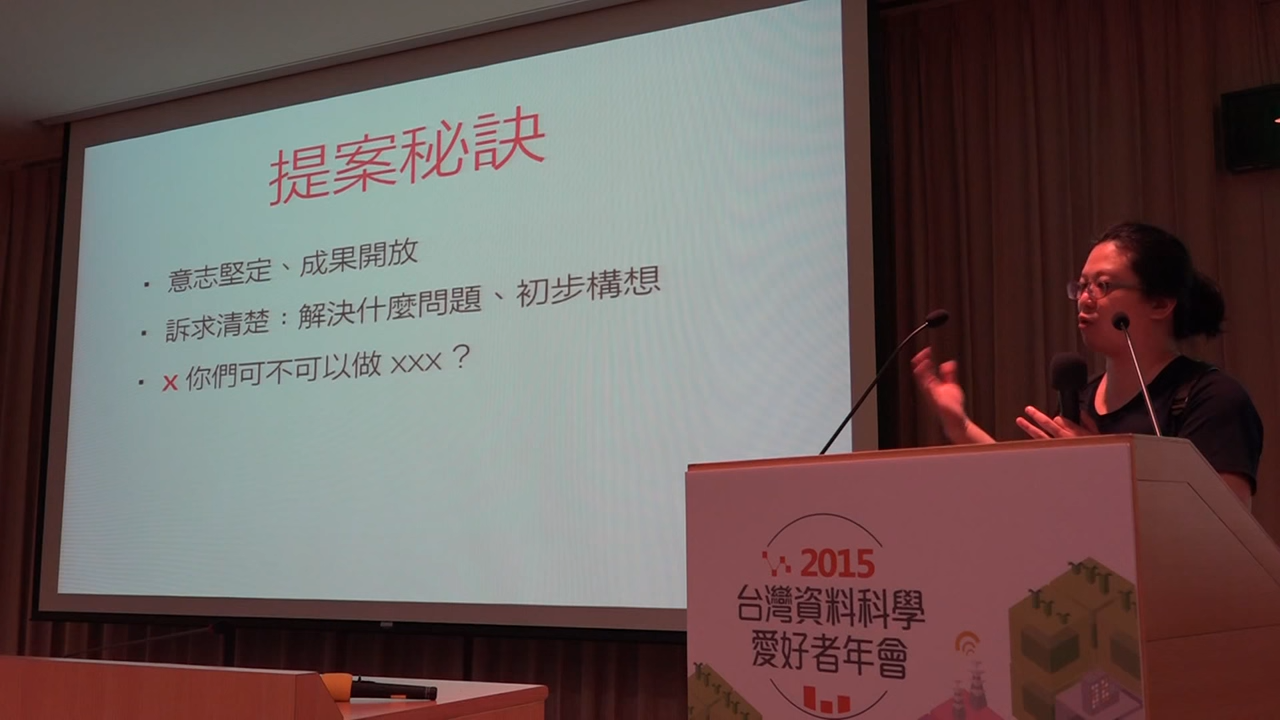 提案秘訣
· 意志堅定、成果開放
· 訴求清楚：解決什麼問題、初步構想
· x 你們可不可以做 xxx？
2015
台灣資料科學
愛好者年會